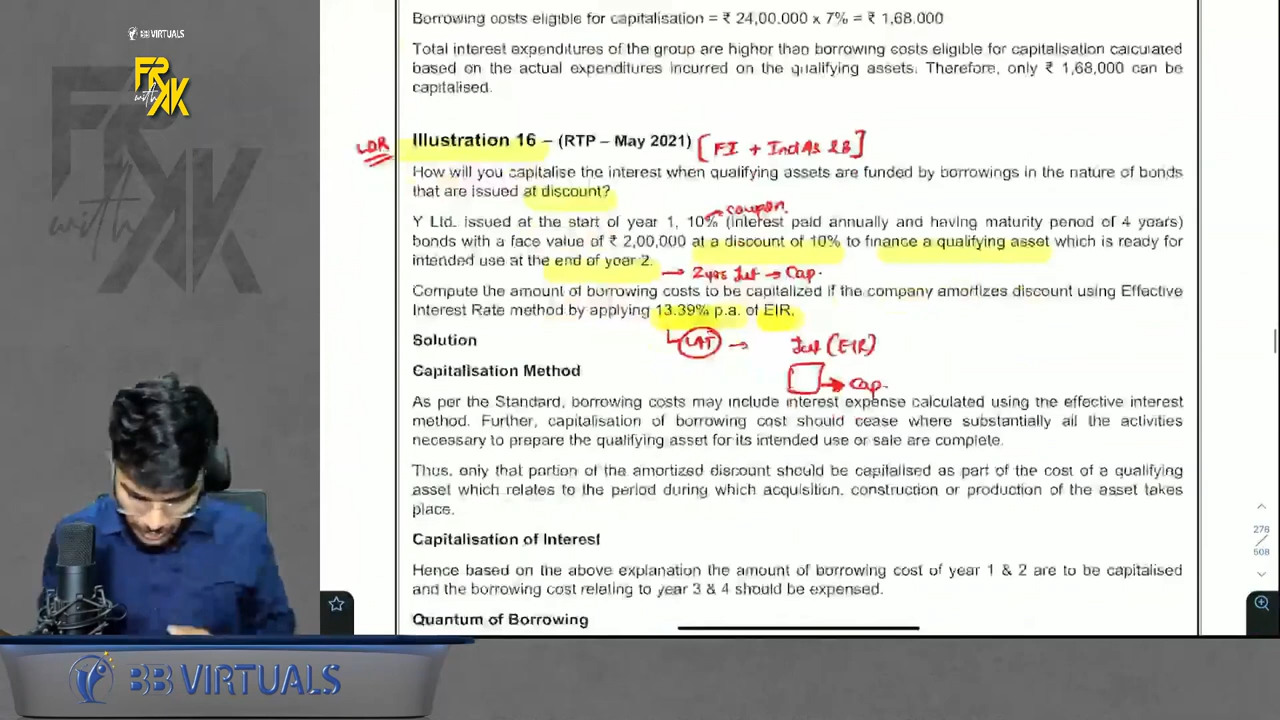 BB VIRTUALS
FR
with
AK
Borrowing costs eligible for capitalisation = ₹ 24,00,000 x 7% = ₹ 1,68,000
Total interest expenditures of the group are higher than borrowing costs eligible for capitalisation calculated
based on the actual expenditures incurred on the qualifying assets. Therefore, only ₹ 1,68,000 can be
capitalised.
LDR Illustration 16 – (RTP – May 2021) [FI + IndAs 23]
How will you capitalise the interest when qualifying assets are funded by borrowings in the nature of bonds
that are issued at discount?
coupon.
Y Ltd. issued at the start of year 1, 10% (interest paid annually and having maturity period of 4 years)
bonds with a face value of ₹ 2,00,000 at a discount of 10% to finance a qualifying asset which is ready for
intended use at the end of year 2. → 2yrs Int → Cap.
Compute the amount of borrowing costs to be capitalized if the company amortizes discount using Effective
Interest Rate method by applying 13.39% p.a. of EIR.
Solution LAT → Int (EIR)
Capitalisation Method → Cap.
As per the Standard, borrowing costs may include interest expense calculated using the effective interest
method. Further, capitalisation of borrowing cost should cease where substantially all the activities
necessary to prepare the qualifying asset for its intended use or sale are complete.
Thus, only that portion of the amortized discount should be capitalised as part of the cost of a qualifying
asset which relates to the period during which acquisition, construction or production of the asset takes
place.
Capitalisation of Interest
Hence based on the above explanation the amount of borrowing cost of year 1 & 2 are to be capitalised
and the borrowing cost relating to year 3 & 4 should be expensed.
Quantum of Borrowing
278
/
508
BB VIRTUALS